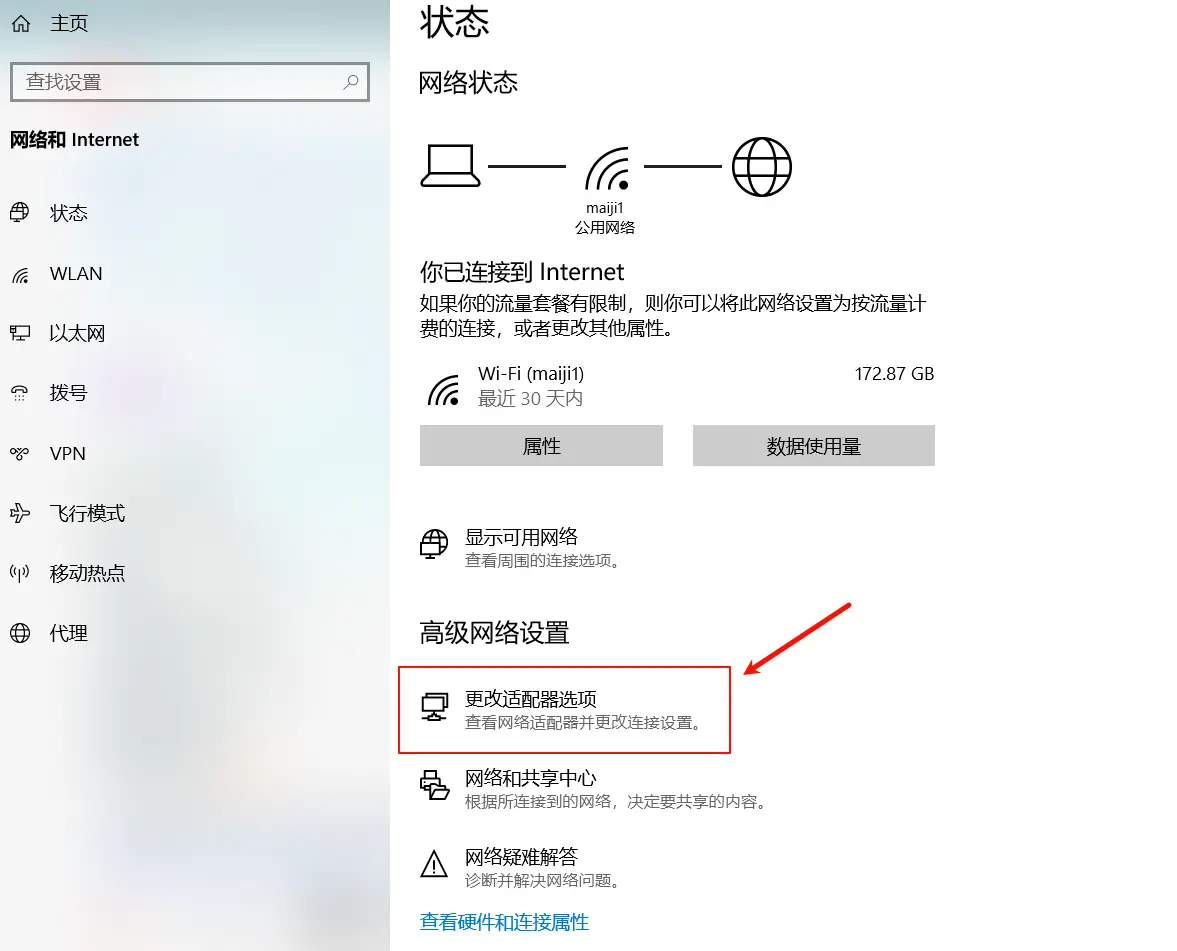 主页
查找设置
网络和 Internet
状态
WLAN
以太网
拨号
VPN
飞行模式
移动热点
代理
状态
网络状态
maiji1
公用网络
你已连接到 Internet
如果你的流量套餐有限制，则你可以将此网络设置为按流量计
费的连接，或者更改其他属性。
Wi-Fi (maiji1)
172.87 GB
最近 30 天内
属性
数据使用量
显示可用网络
查看周围的连接选项。
高级网络设置
更改适配器选项
查看网络适配器并更改连接设置。
网络和共享中心
根据所连接到的网络，决定要共享的内容。
网络疑难解答
诊断并解决网络问题。
查看硬件和连接属性